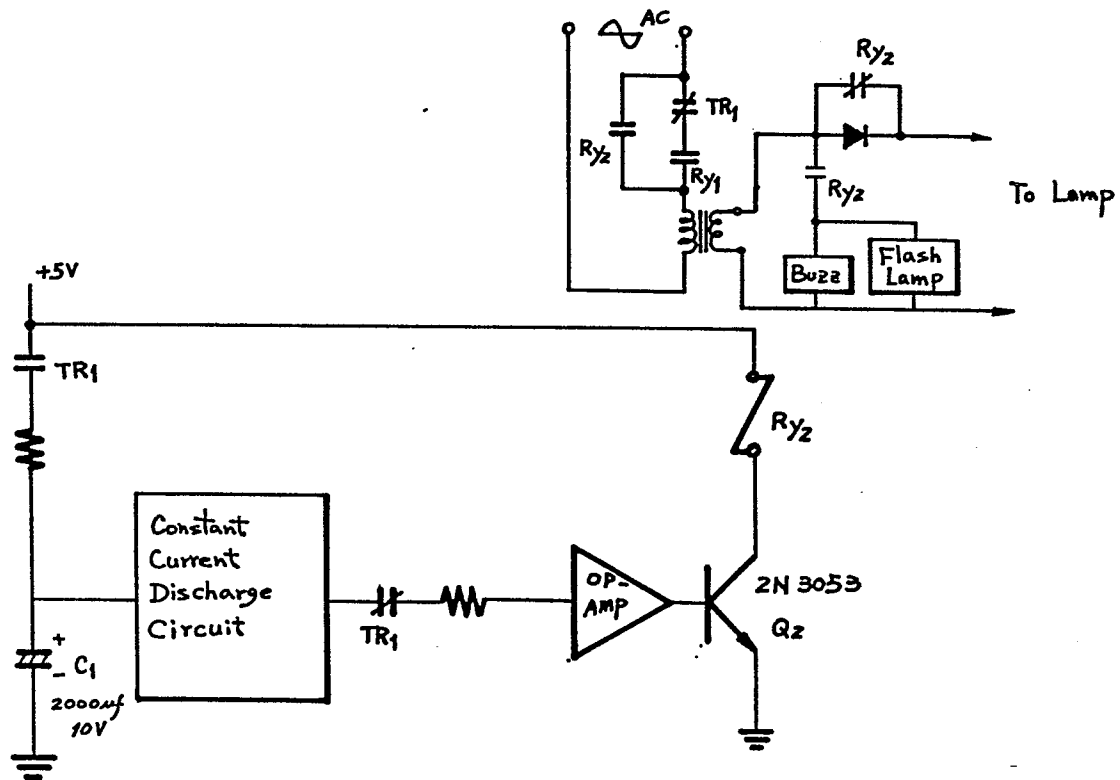 AC
Ry2
TR1
Ry2
Ry1
Ry2
To Lamp
Buzz
Flash
Lamp
+5V
TR1
Ry2
Constant
Current
Discharge
Circuit
OP-
AMP
2N 3053
TR1
Q2
+
- C1
2000uf
10V